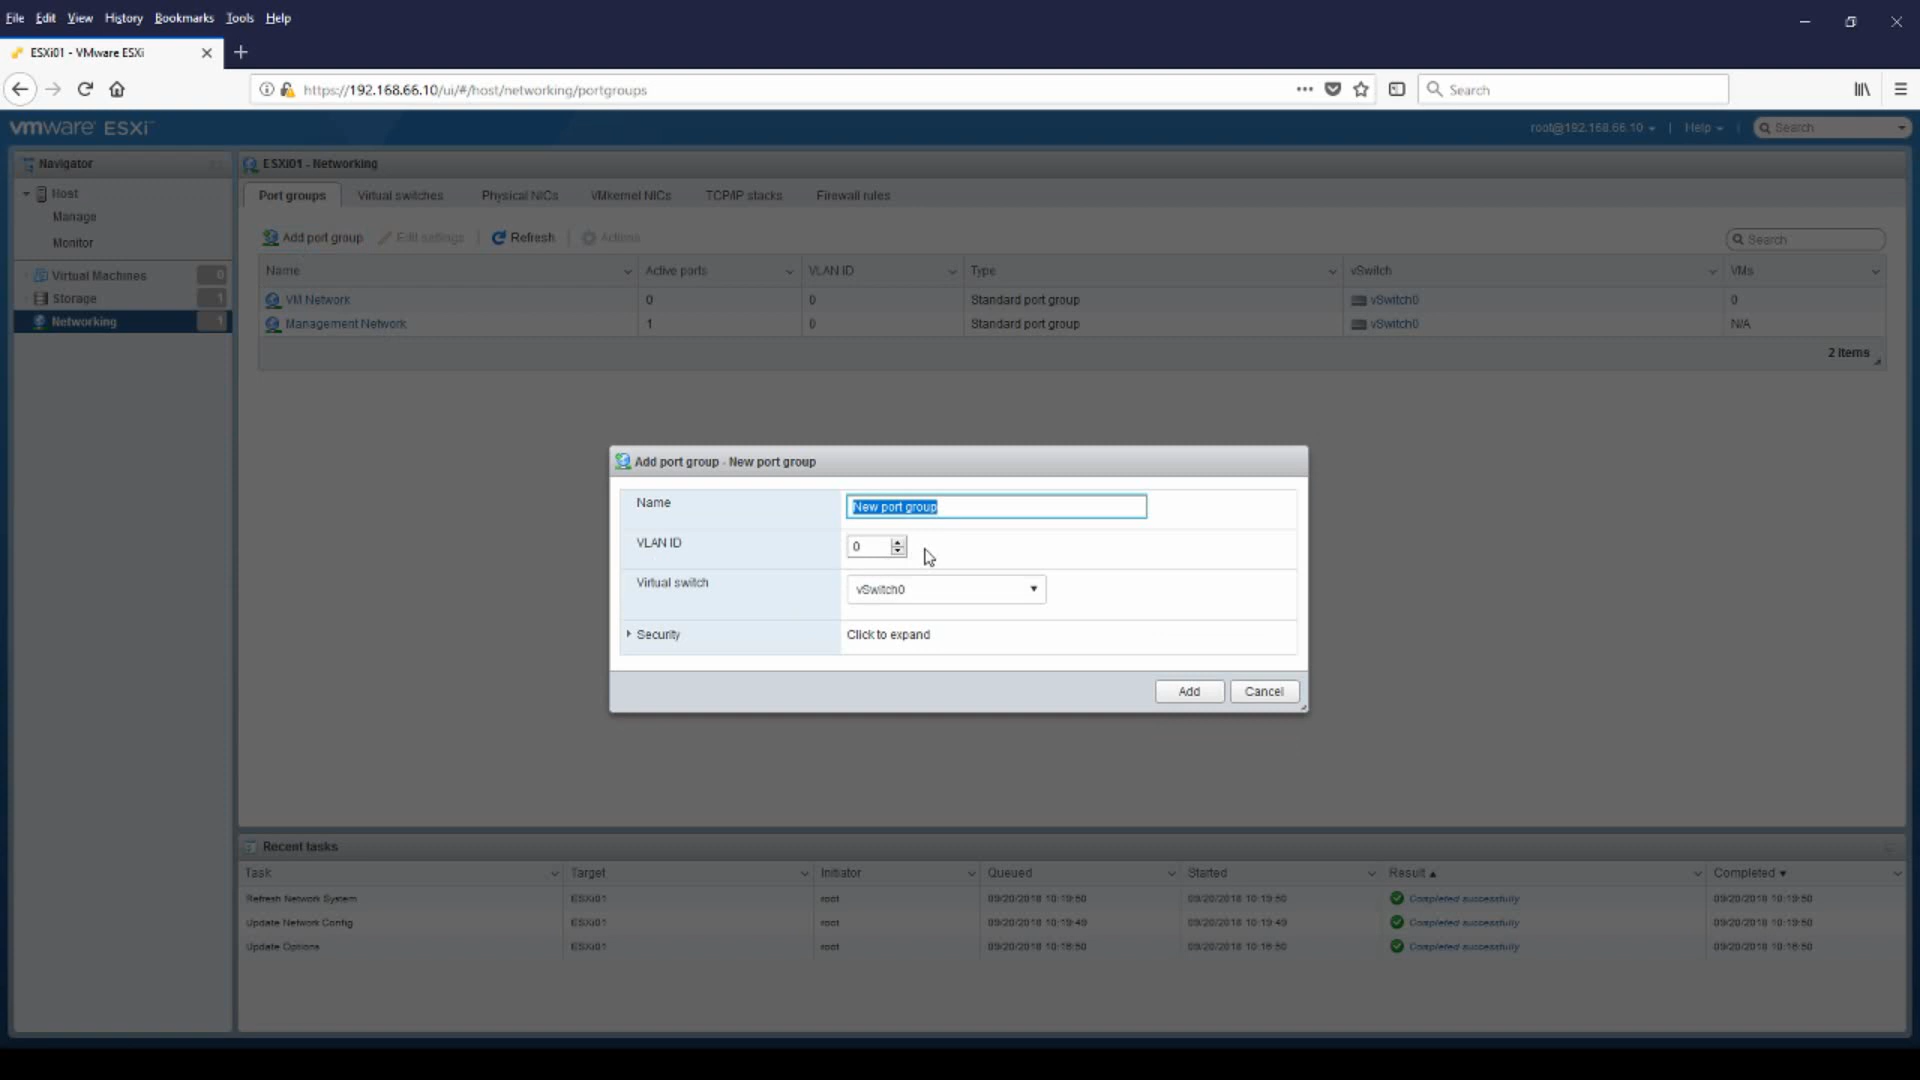 File Edit View History Bookmarks Tools Help
ESXi01 - VMware ESXi
https://192.168.66.10/ui/#/host/networking/portgroups
Search
vmware ESXi
root@192.168.66.10 | Help | Search
Navigator
Host
Manage
Monitor
Virtual Machines 0
Storage 1
Networking 1
ESXi01 - Networking
Port groups Virtual switches Physical NICs VMkernel NICs TCP/IP stacks Firewall rules
Add port group Edit settings | Refresh | Actions
Search
Name Active ports VLAN ID Type vSwitch VMs
VM Network 0 0 Standard port group vSwitch0 0
Management Network 1 0 Standard port group vSwitch0 N/A
2 items
Add port group - New port group
Name New port group
VLAN ID 0
Virtual switch vSwitch0
Security Click to expand
Add Cancel
Recent tasks
Task Target Initiator Queued Started Result Completed
Refresh Network System ESXi01 root 09/20/2018 10:19:50 09/20/2018 10:19:50 Completed successfully 09/20/2018 10:19:50
Update Network Config ESXi01 root 09/20/2018 10:19:49 09/20/2018 10:19:49 Completed successfully 09/20/2018 10:19:50
Update Options ESXi01 root 09/20/2018 10:16:50 09/20/2018 10:16:50 Completed successfully 09/20/2018 10:16:50